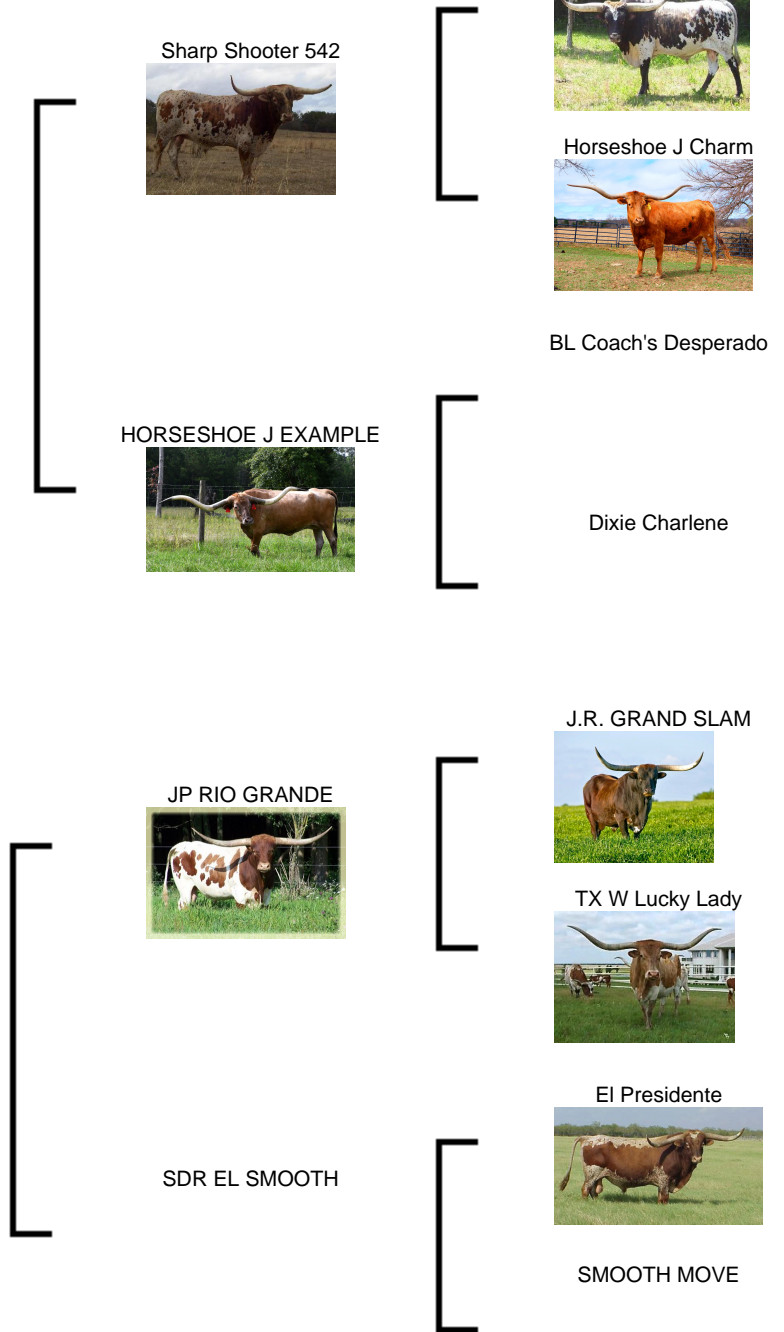 Sharp Shooter 542
Horseshoe J Charm
BL Coach's Desperado
HORSESHOE J EXAMPLE
Dixie Charlene
J.R. GRAND SLAM
JP RIO GRANDE
TX W Lucky Lady
El Presidente
SDR EL SMOOTH
SMOOTH MOVE